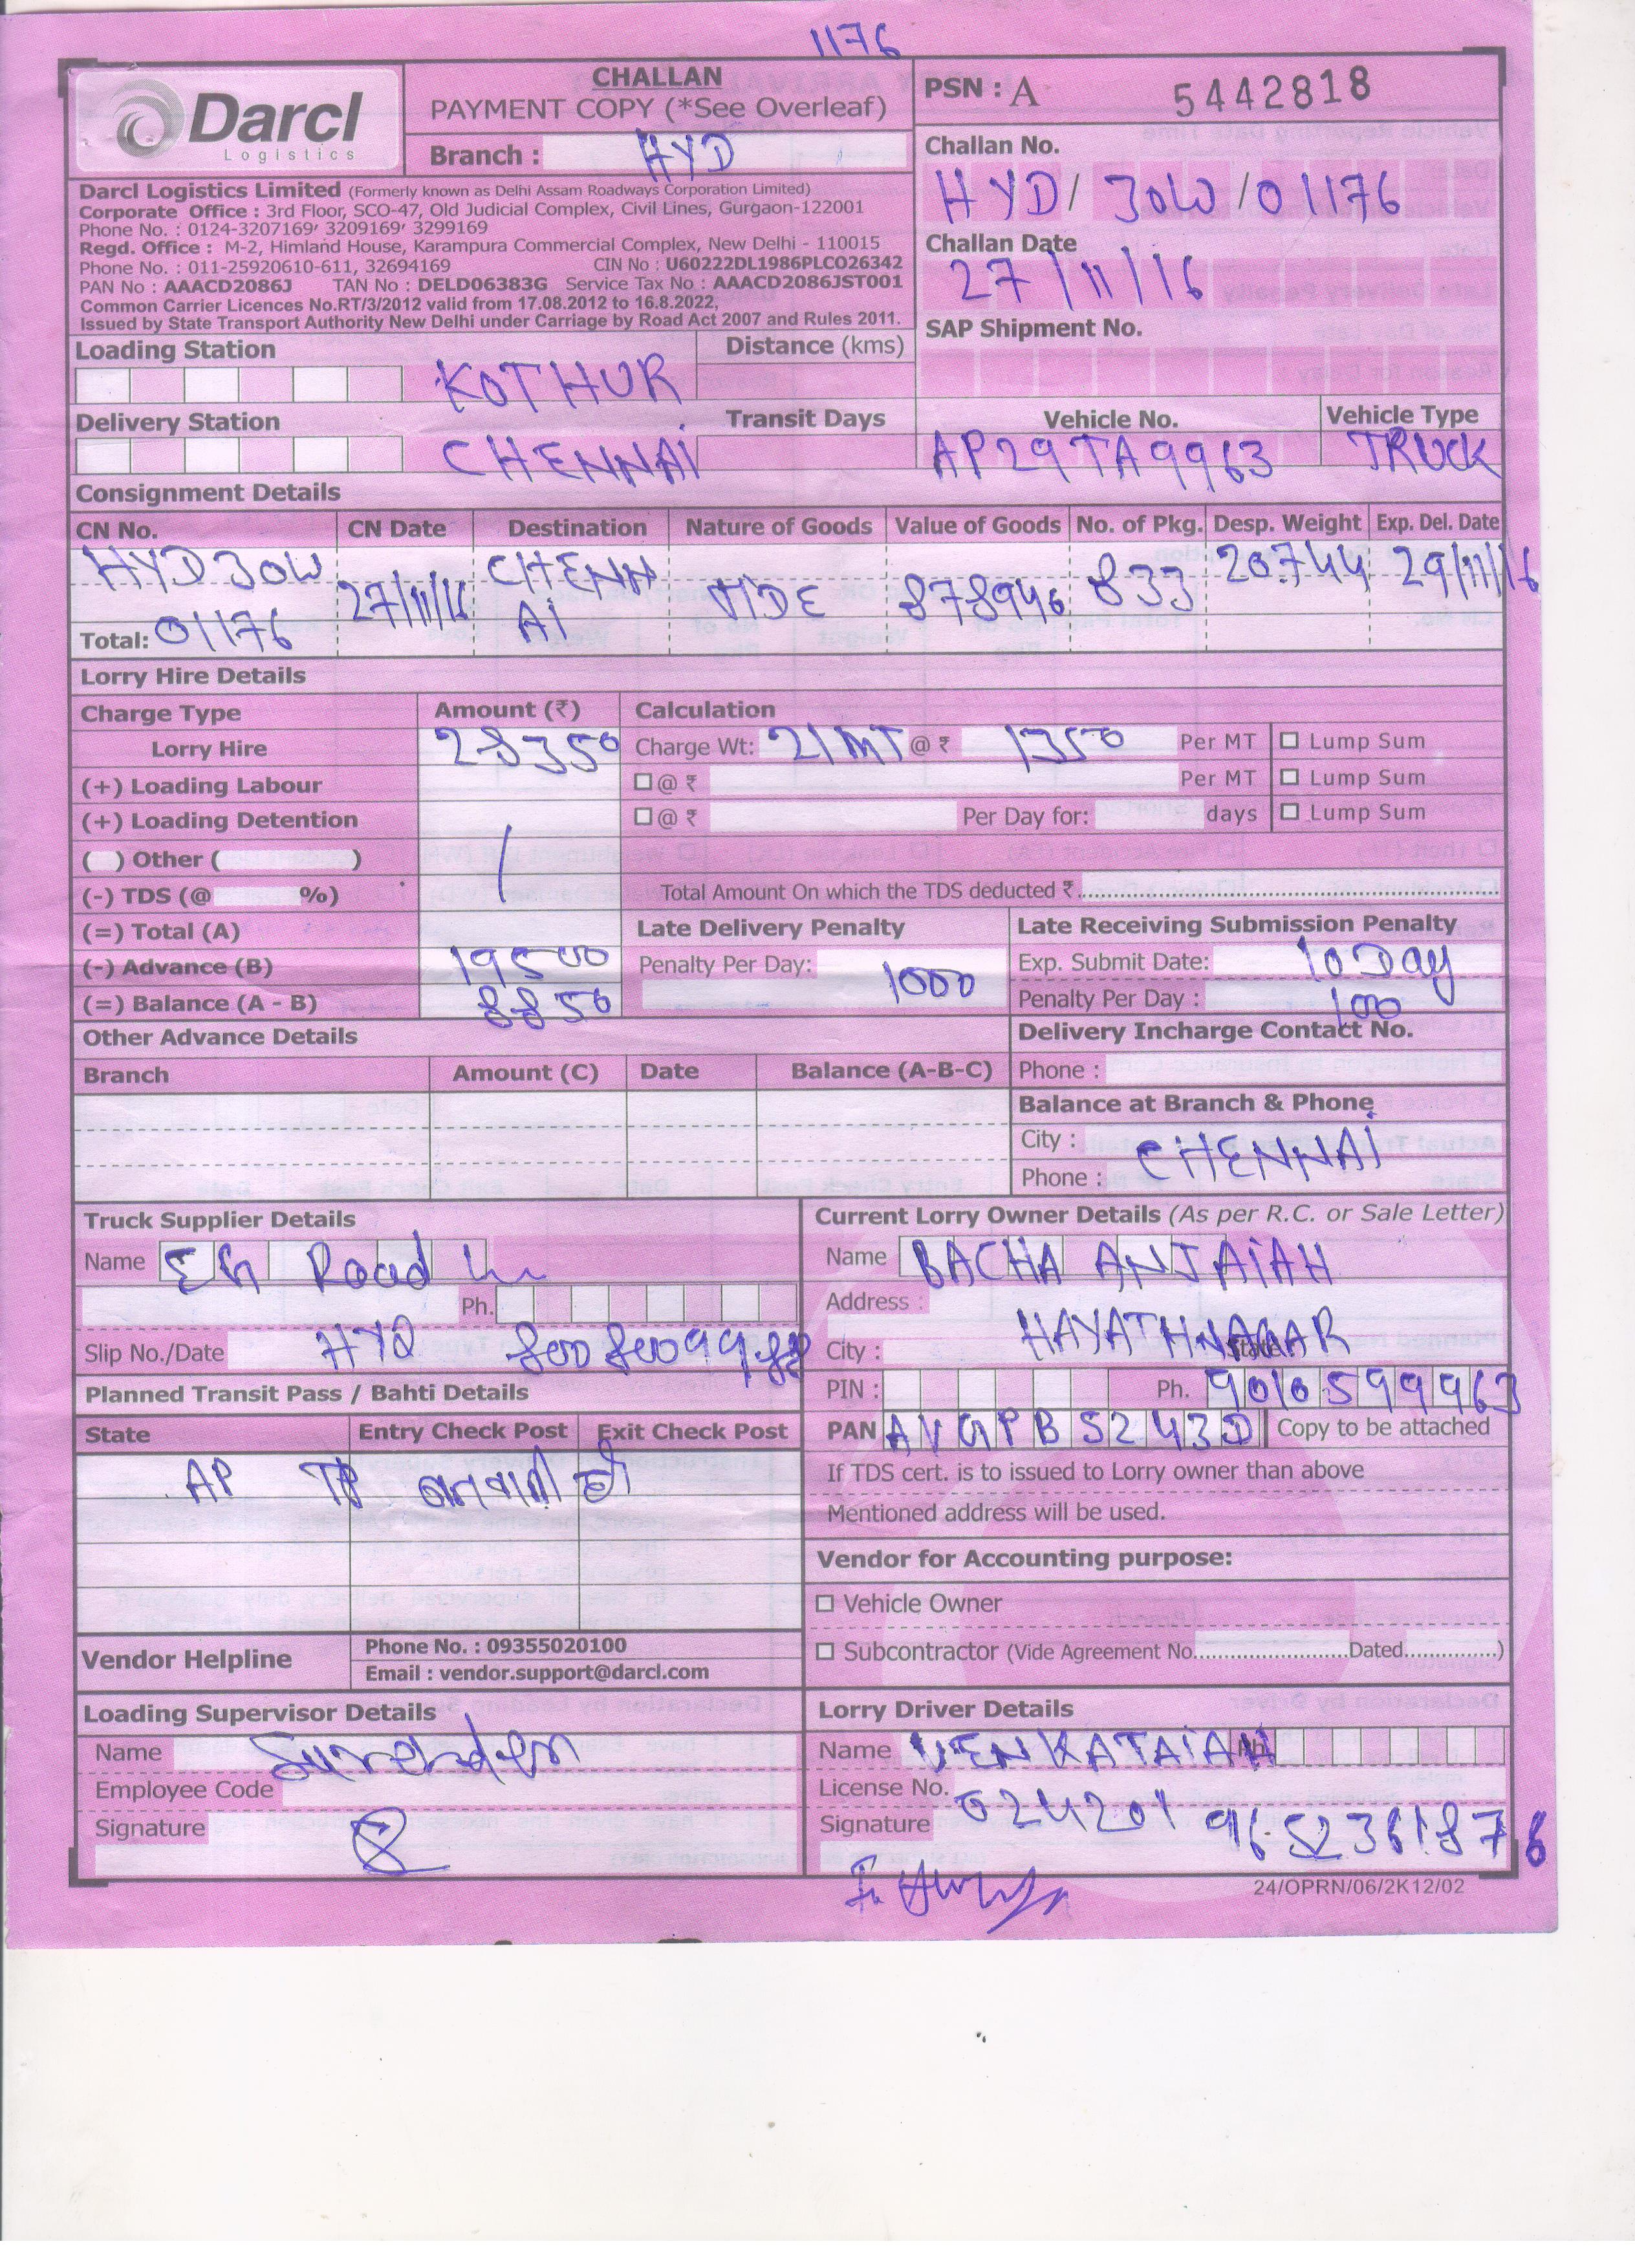 1176
Darcl
Logistics
CHALLAN
PAYMENT COPY (*See Overleaf)
Branch : HYD
PSN : A 5442818
Challan No.
HYD/ JOW /01176
Challan Date
27/11/16
SAP Shipment No.
Darcl Logistics Limited (Formerly known as Delhi Assam Roadways Corporation Limited)
Corporate Office : 3rd Floor, SCO-47, Old Judicial Complex, Civil Lines, Gurgaon-122001
Phone No. : 0124-3207169, 3209169, 3299169
Regd. Office : M-2, Himland House, Karampura Commercial Complex, New Delhi - 110015
Phone No. : 011-25920610-611, 32694169 CIN No : U60222DL1986PLCO26342
PAN No : AAACD2086J TAN No : DELD06383G Service Tax No : AAACD2086JST001
Common Carrier Licences No.RT/3/2012 valid from 17.08.2012 to 16.8.2022,
Issued by State Transport Authority New Delhi under Carriage by Road Act 2007 and Rules 2011.
Loading Station KOTHUR Distance (kms)
Delivery Station CHENNAI Transit Days
Vehicle No. Vehicle Type
AP29TA9963 TRUCK
Consignment Details
CN No. CN Date Destination Nature of Goods Value of Goods No. of Pkg. Desp. Weight Exp. Del. Date
HYD JOW 27/11/16 CHENN 878946 833 20.744 29/11/16
Total: 01176 AI
Lorry Hire Details
Charge Type Amount (₹) Calculation
Lorry Hire 28350 Charge Wt: 21MT @ ₹ 1350 Per MT Lump Sum
(+) Loading Labour @ ₹ Per MT Lump Sum
(+) Loading Detention @ ₹ Per Day for: days Lump Sum
( ) Other ( )
(-) TDS (@ %) Total Amount On which the TDS deducted ₹
(=) Total (A) Late Delivery Penalty Late Receiving Submission Penalty
(-) Advance (B) 19500 Penalty Per Day: 1000 Exp. Submit Date: 10 Day
(=) Balance (A - B) 8850 Penalty Per Day : 100
Other Advance Details Delivery Incharge Contact No.
Branch Amount (C) Date Balance (A-B-C) Phone :
Balance at Branch & Phone
City : CHENNAI
Phone :
Truck Supplier Details
Name Road
Ph.
Slip No./Date
Current Lorry Owner Details (As per R.C. or Sale Letter)
Name BACHA ANJAIAH
Address :
City : HAYATHNAGAR State
PIN : Ph. 9010599963
PAN AVGPB5243D Copy to be attached
If TDS cert. is to issued to Lorry owner than above
Mentioned address will be used.
Planned Transit Pass / Bahti Details
State Entry Check Post Exit Check Post
AP TP
Vendor for Accounting purpose:
Vehicle Owner
Subcontractor (Vide Agreement No. Dated )
Vendor Helpline
Phone No. : 09355020100
Email : vendor.support@darcl.com
Loading Supervisor Details
Name Surender
Employee Code
Signature
Lorry Driver Details
Name VENKATAIAH Ph.
License No. 024201
Signature 9652361876
24/OPRN/06/2K12/02